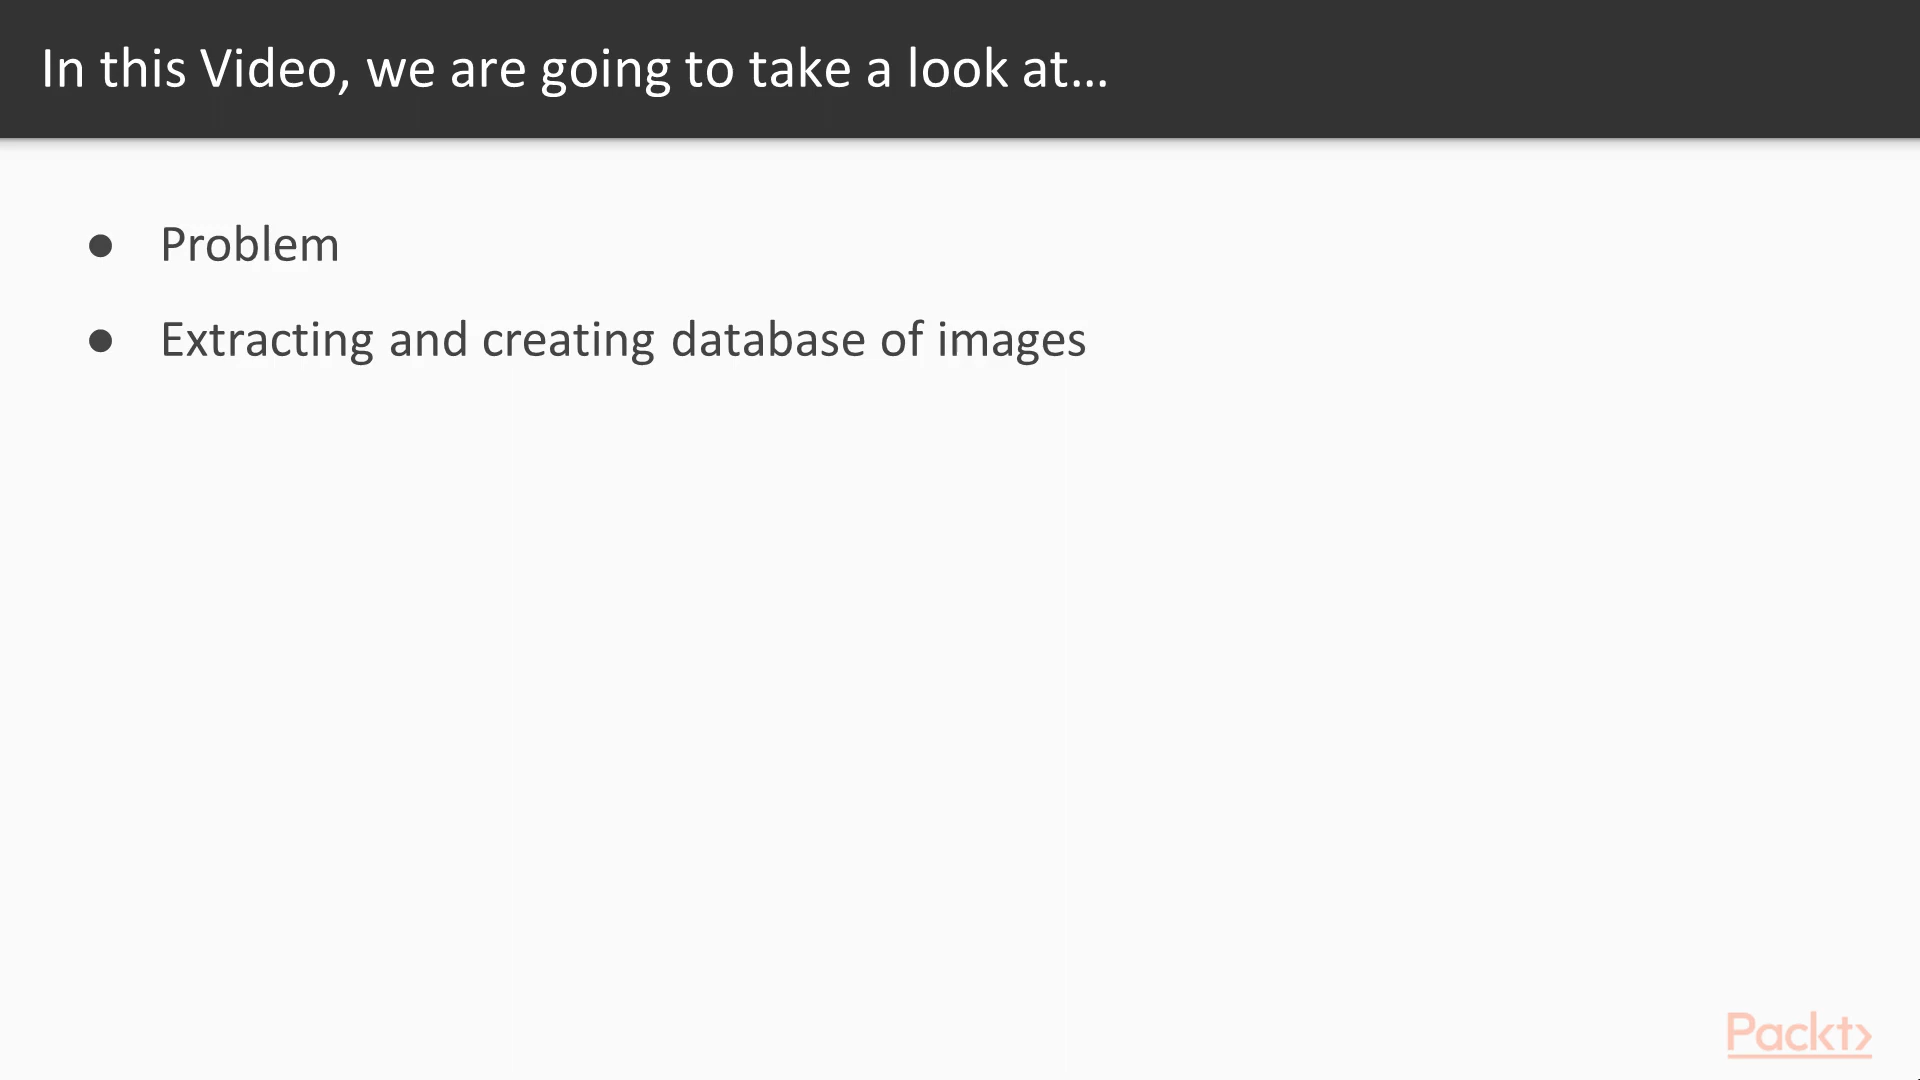 In this Video, we are going to take a look at...
● Problem
● Extracting and creating database of images
Packt>